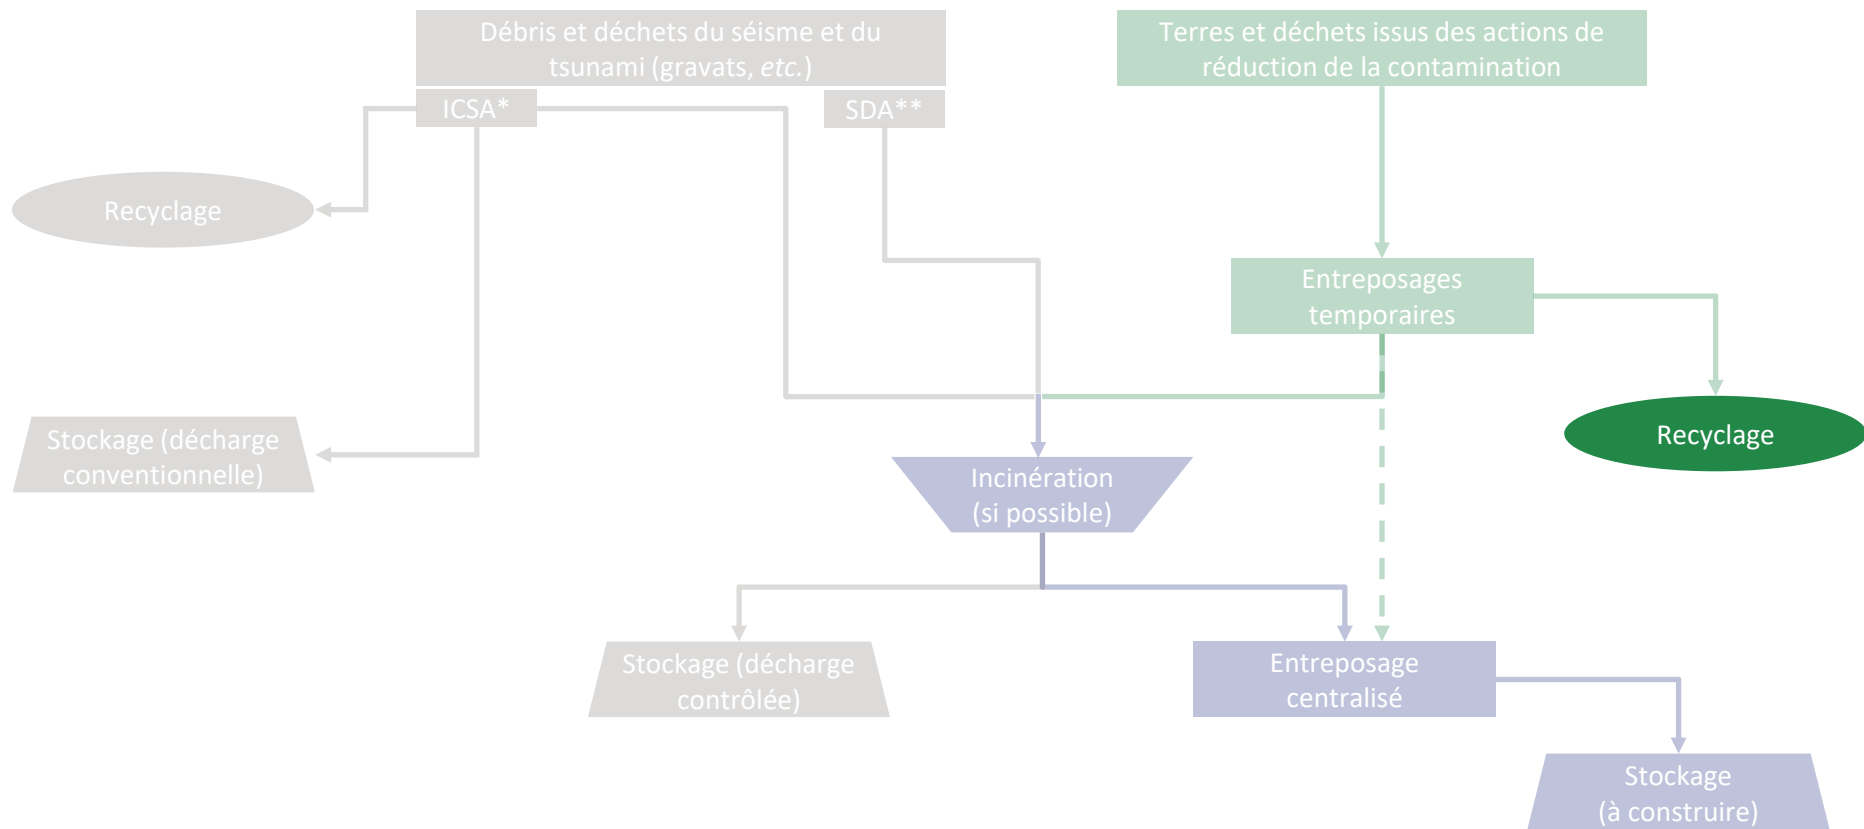 Débris et déchets du séisme et du
tsunami (gravats, etc.)
Terres et déchets issus des actions de
réduction de la contamination
ICSA*
SDA**
Recyclage
Entreposages
temporaires
Recyclage
Stockage (décharge
conventionnelle)
Incinération
(si possible)
Stockage (décharge
contrôlée)
Entreposage
centralisé
Stockage
(à construire)